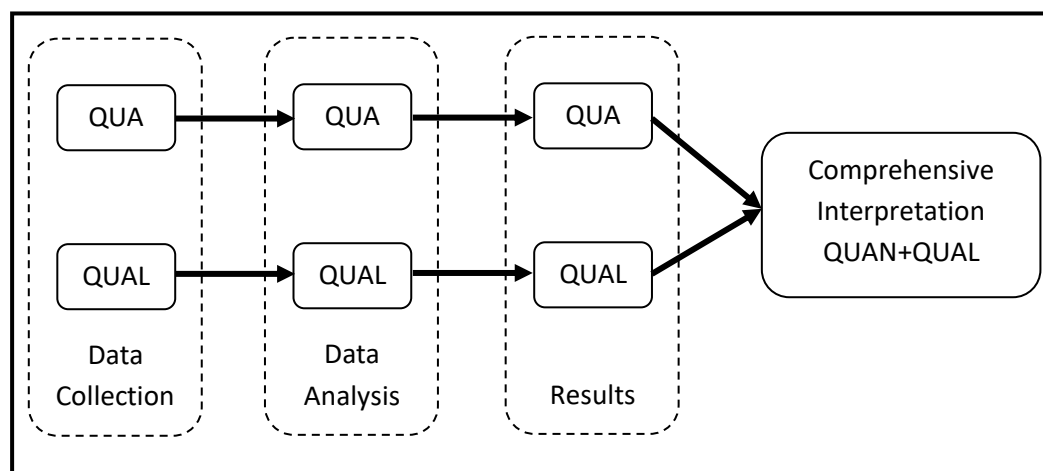 QUA
QUA
QUA
Comprehensive
Interpretation
QUAN+QUAL
QUAL
QUAL
QUAL
Data
Collection
Data
Analysis
Results